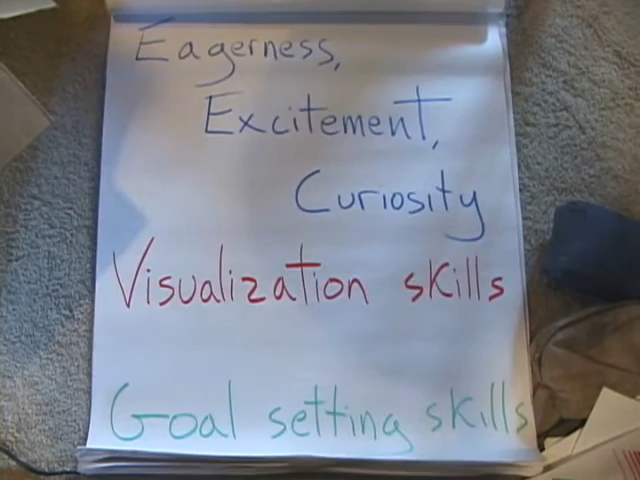 Eagerness,
Excitement,
Curiosity
Visualization skills
Goal setting skills